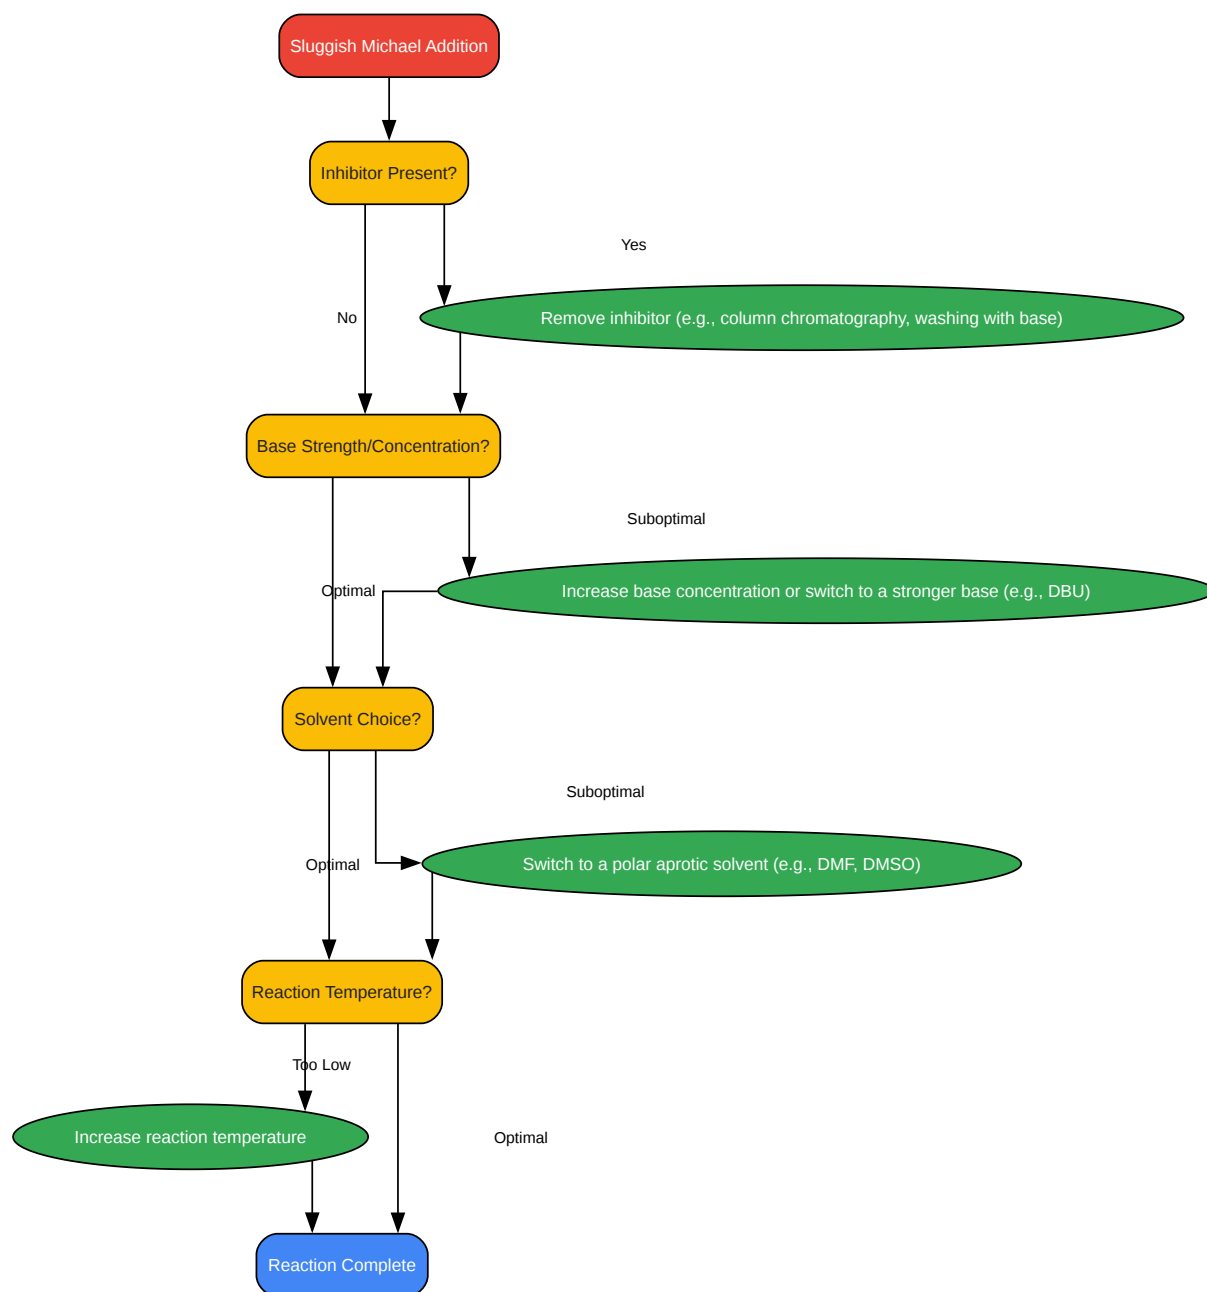 Sluggish Michael Addition
Inhibitor Present?
Yes
No
Remove inhibitor (e.g., column chromatography, washing with base)
Base Strength/Concentration?
Suboptimal
Optimal
Increase base concentration or switch to a stronger base (e.g., DBU)
Solvent Choice?
Suboptimal
Optimal
Switch to a polar aprotic solvent (e.g., DMF, DMSO)
Reaction Temperature?
Too Low
Increase reaction temperature
Optimal
Reaction Complete